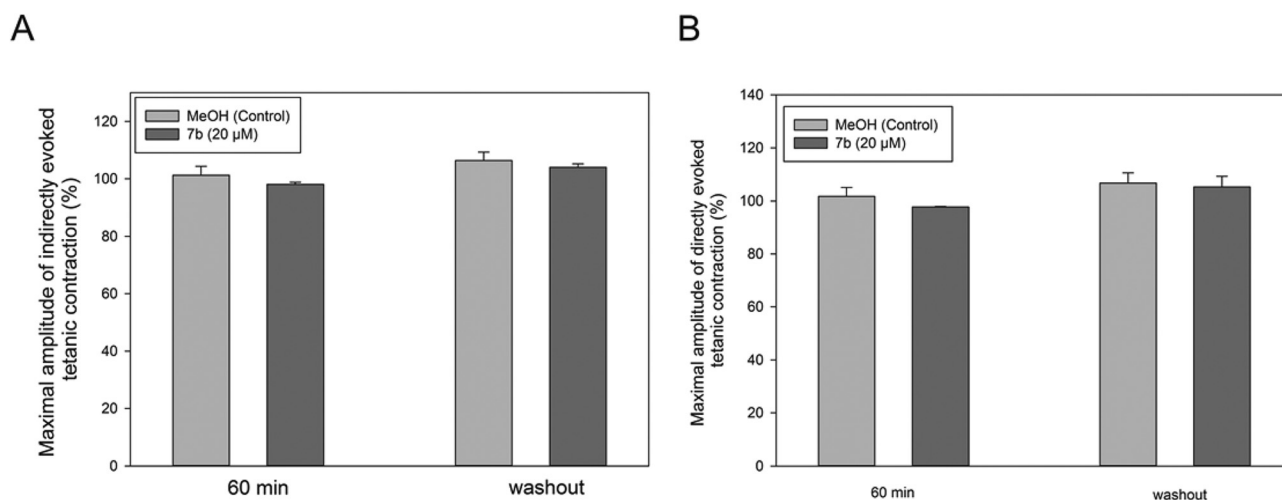 A
Maximal amplitude of indirectly evoked
tetanic contraction (%)
120
100
80
60
40
20
0
MeOH (Control)
7b (20 µM)
60 min
washout
B
Maximal amplitude of directly evoked
tetanic contraction (%)
140
120
100
80
60
40
20
0
MeOH (Control)
7b (20 µM)
60 min
washout